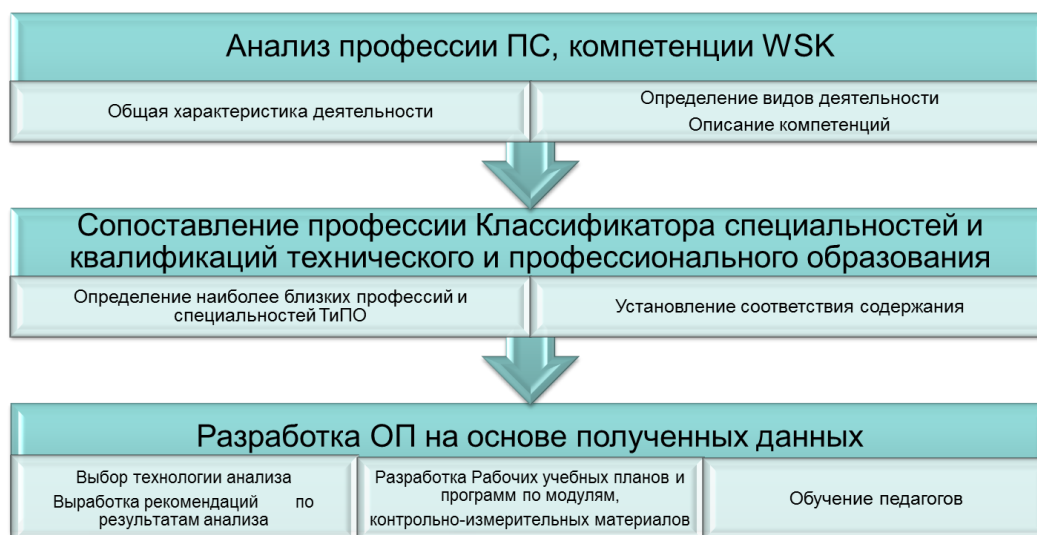 Анализ профессии ПС, компетенции WSK
Общая характеристика деятельности
Определение видов деятельности
Описание компетенций
Сопоставление профессии Классификатора специальностей и
квалификаций технического и профессионального образования
Определение наиболее близких профессий и
специальностей ТиПО
Установление соответствия содержания
Разработка ОП на основе полученных данных
Выбор технологии анализа
Выработка рекомендаций по
результатам анализа
Разработка Рабочих учебных планов и
программ по модулям,
контрольно-измерительных материалов
Обучение педагогов